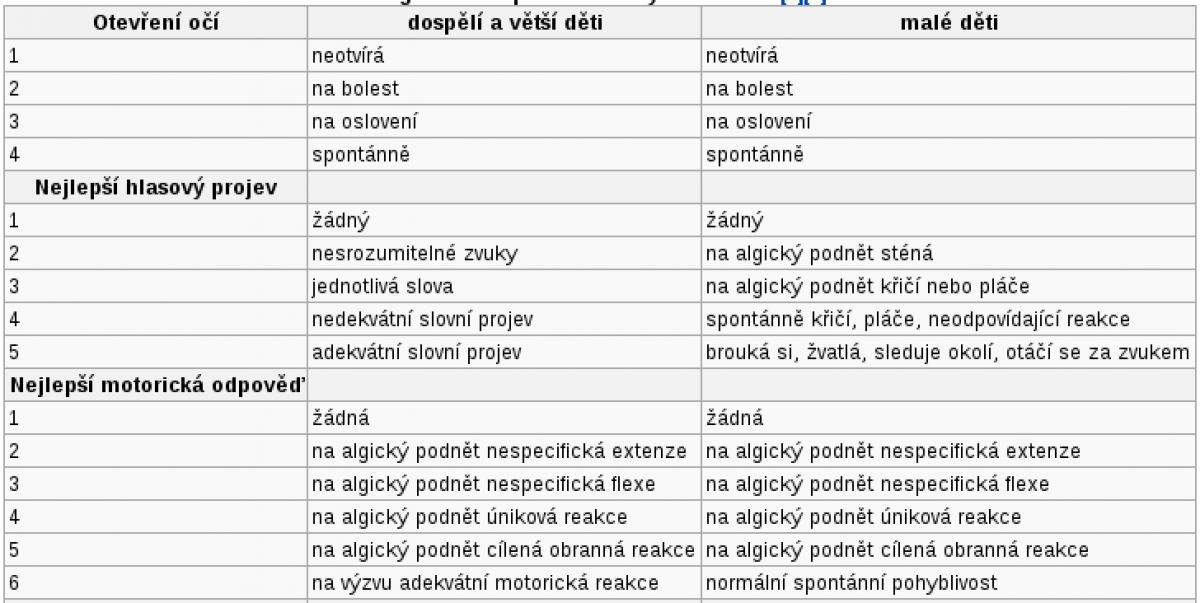 Otevření očí dospělí a větší děti malé děti
1 neotvírá neotvírá
2 na bolest na bolest
3 na oslovení na oslovení
4 spontánně spontánně
Nejlepší hlasový projev
1 žádný žádný
2 nesrozumitelné zvuky na algický podnět sténá
3 jednotlivá slova na algický podnět křičí nebo pláče
4 nedekvátní slovní projev spontánně křičí, pláče, neodpovídající reakce
5 adekvátní slovní projev brouká si, žvatlá, sleduje okolí, otáčí se za zvukem
Nejlepší motorická odpověď
1 žádná žádná
2 na algický podnět nespecifická extenze na algický podnět nespecifická extenze
3 na algický podnět nespecifická flexe na algický podnět nespecifická flexe
4 na algický podnět úniková reakce na algický podnět úniková reakce
5 na algický podnět cílená obranná reakce na algický podnět cílená obranná reakce
6 na výzvu adekvátní motorická reakce normální spontánní pohyblivost